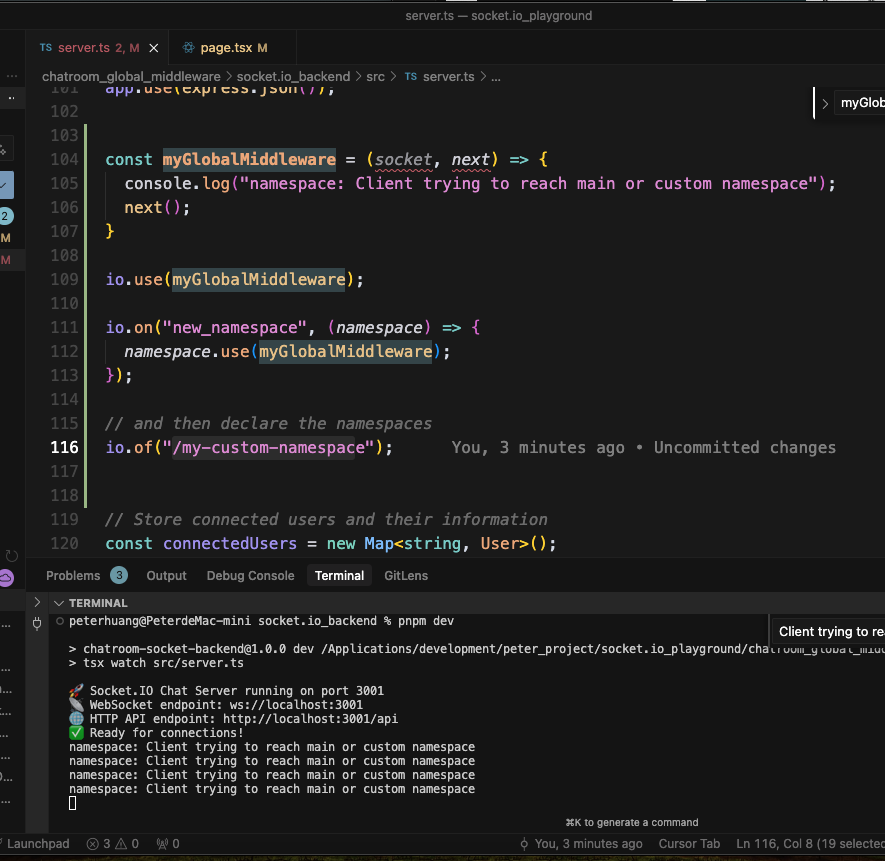 server.ts — socket.io_playground
TS server.ts 2, M
page.tsx M
chatroom_global_middleware > socket.io_backend > src > TS server.ts > ...
101 app.use(express.json());
102
103
104 const myGlobalMiddleware = (socket, next) => {
105 console.log("namespace: Client trying to reach main or custom namespace");
106 next();
107 }
108
109 io.use(myGlobalMiddleware);
110
111 io.on("new_namespace", (namespace) => {
112 namespace.use(myGlobalMiddleware);
113 });
114
115 // and then declare the namespaces
116 io.of("/my-custom-namespace"); You, 3 minutes ago • Uncommitted changes
117
118
119 // Store connected users and their information
120 const connectedUsers = new Map<string, User>();
myGlob
2
M
M
Problems 3 Output Debug Console Terminal GitLens
TERMINAL
peterhuang@PeterdeMac-mini socket.io_backend % pnpm dev
Client trying to rea
> chatroom-socket-backend@1.0.0 dev /Applications/development/peter_project/socket.io_playground/chatroom_global_midd
> tsx watch src/server.ts
🚀 Socket.IO Chat Server running on port 3001
📡 WebSocket endpoint: ws://localhost:3001
🌐 HTTP API endpoint: http://localhost:3001/api
✅ Ready for connections!
namespace: Client trying to reach main or custom namespace
namespace: Client trying to reach main or custom namespace
namespace: Client trying to reach main or custom namespace
namespace: Client trying to reach main or custom namespace
⌘K to generate a command
Launchpad 3 0 0 You, 3 minutes ago Cursor Tab Ln 116, Col 8 (19 selected